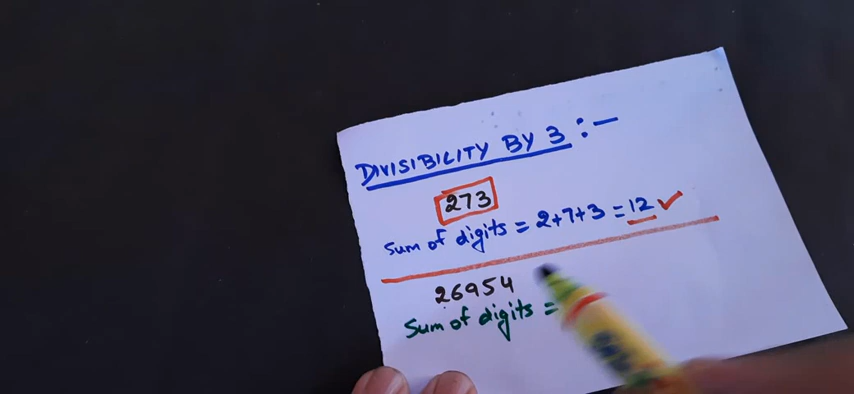 DIVISIBILITY BY 3 :-
273
Sum of digits = 2+7+3 = 12 ✓
26954
Sum of digits =